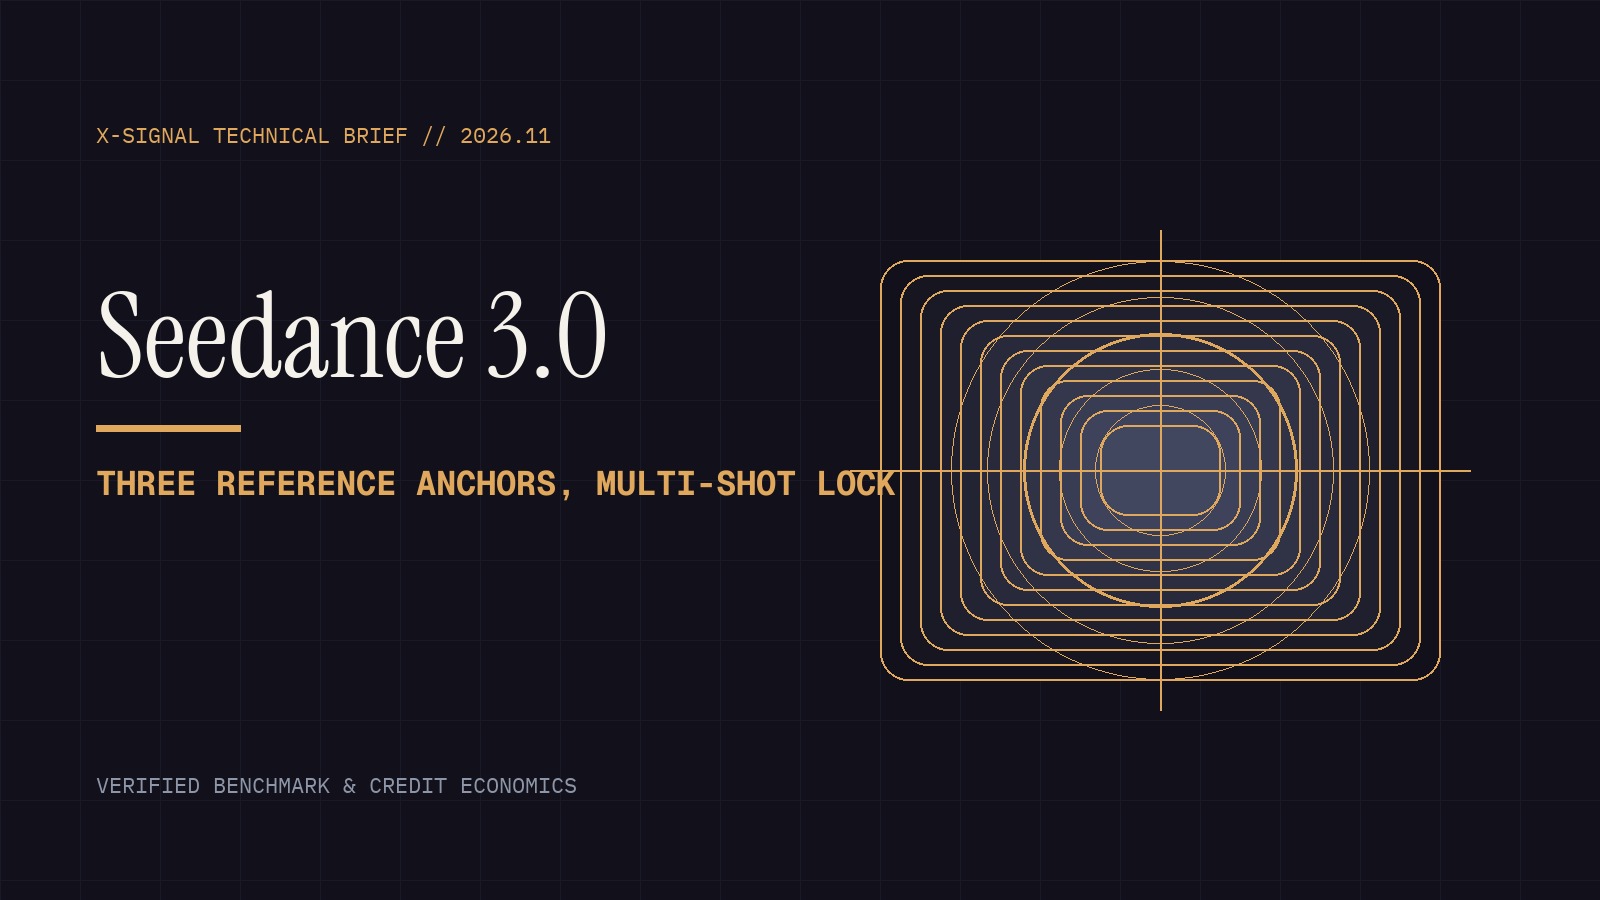 X-SIGNAL TECHNICAL BRIEF // 2026.11
Seedance 3.0
THREE REFERENCE ANCHORS, MULTI-SHOT LOCK
VERIFIED BENCHMARK & CREDIT ECONOMICS